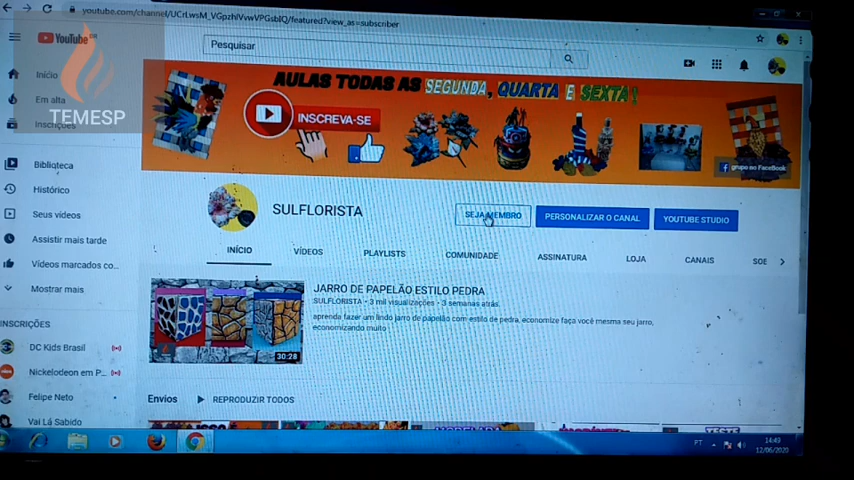 youtube.com/channel/UCrLwsM_VGpzhlVvwVPGsbIQ/featured?view_as=subscriber
YouTube BR
Pesquisar
Início
Em alta
Inscrições
TEMESP
Biblioteca
Histórico
Seus vídeos
Assistir mais tarde
Vídeos marcados co...
Mostrar mais
INSCRIÇÕES
DC Kids Brasil
Nickelodeon em P...
Felipe Neto
Vai Lá Sabido
AULAS TODAS AS SEGUNDA, QUARTA E SEXTA!
INSCREVA-SE
grupo en FaceBook
SULFLORISTA
SEJA MEMBRO
PERSONALIZAR O CANAL
YOUTUBE STUDIO
INÍCIO
VÍDEOS
PLAYLISTS
COMUNIDADE
ASSINATURA
LOJA
CANAIS
SOE
30:28
JARRO DE PAPELÃO ESTILO PEDRA
SULFLORISTA • 3 mil visualizações • 3 semanas atrás
aprenda fazer um lindo jarro de papelão com estilo de pedra, economize faça você mesma seu jarro,
economizando muito
Envios
REPRODUZIR TODOS
PT
14:49
12/06/2020